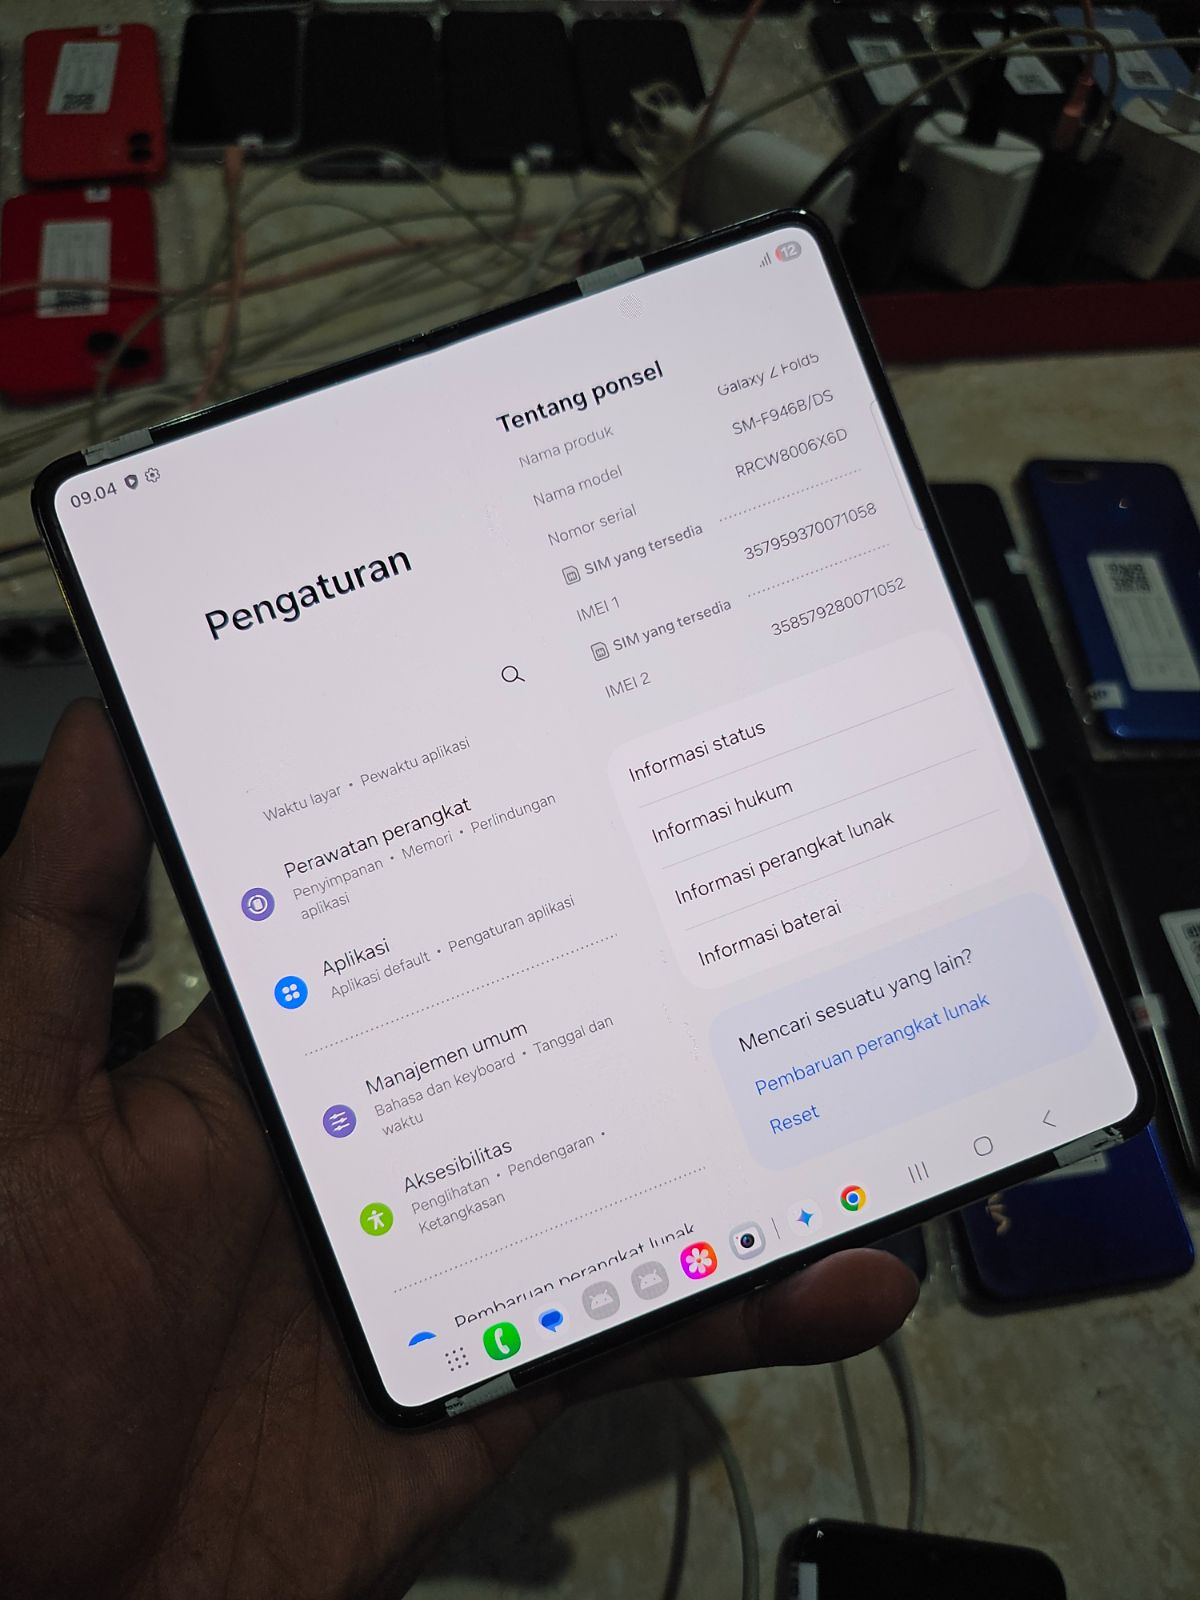 09.04
12
Pengaturan
Waktu layar • Pewaktu aplikasi
Perawatan perangkat
Penyimpanan • Memori • Perlindungan
aplikasi
Aplikasi
Aplikasi default • Pengaturan aplikasi
Manajemen umum
Bahasa dan keyboard • Tanggal dan
waktu
Aksesibilitas
Penglihatan • Pendengaran •
Ketangkasan
Pembaruan perangkat lunak
Tentang ponsel
Nama produk Galaxy Z Fold5
Nama model SM-F946B/DS
Nomor serial RRCW8006X6D
SIM yang tersedia
IMEI 1 357959370071058
SIM yang tersedia
IMEI 2 358579280071052
Informasi status
Informasi hukum
Informasi perangkat lunak
Informasi baterai
Mencari sesuatu yang lain?
Pembaruan perangkat lunak
Reset